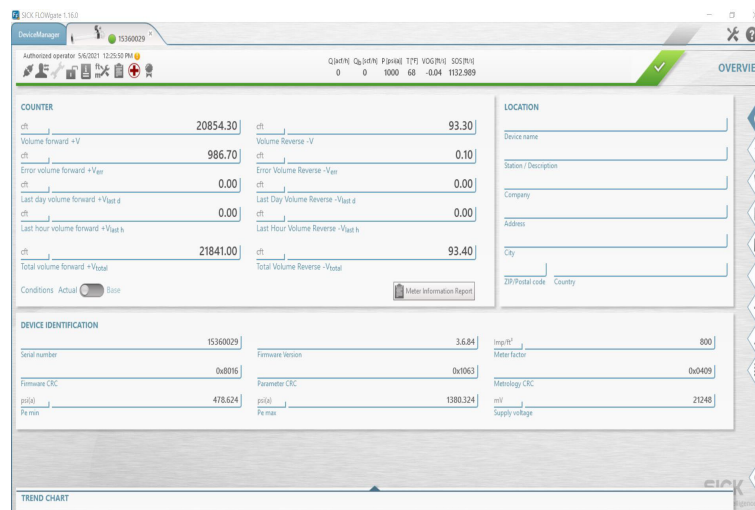 SICK FLOWgate 1.16.0
DeviceManager
15360029
Authorized operator 5/6/2021 12:25:50 PM
Q [acf/h] Qb [scf/h] P [psi(a)] T[°F] VOG [ft/s] SOS [ft/s]
0 0 1000 68 -0.04 1132.989
OVERVIE
COUNTER
cft 20854.30
Volume forward +V
cft 986.70
Error volume forward +Verr
cft 0.00
Last day volume forward +Vlast d
cft 0.00
Last hour volume forward +Vlast h
cft 21841.00
Total volume forward +Vtotal
Conditions Actual Base
cft 93.30
Volume Reverse -V
cft 0.10
Error Volume Reverse -Verr
cft 0.00
Last Day Volume Reverse -Vlast d
cft 0.00
Last Hour Volume Reverse -Vlast h
cft 93.40
Total Volume Reverse -Vtotal
Meter Information Report
LOCATION
Device name
Station / Description
Company
Address
City
ZIP/Postal code Country
DEVICE IDENTIFICATION
15360029
Serial number
3.6.84
Firmware Version
Imp/ft³ 800
Meter factor
0x8016
Firmware CRC
0x1063
Parameter CRC
0x0409
Metrology CRC
psi(a) 478.624
Pe min
psi(a) 1380.324
Pe max
mV 21248
Supply voltage
SICK
TREND CHART